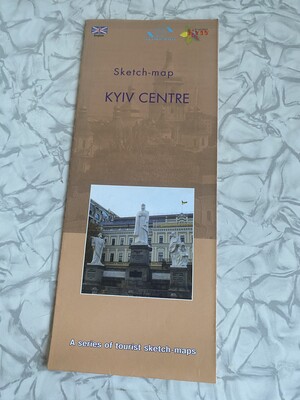 Sketch-map
KYIV CENTRE
A series of tourist sketch-maps